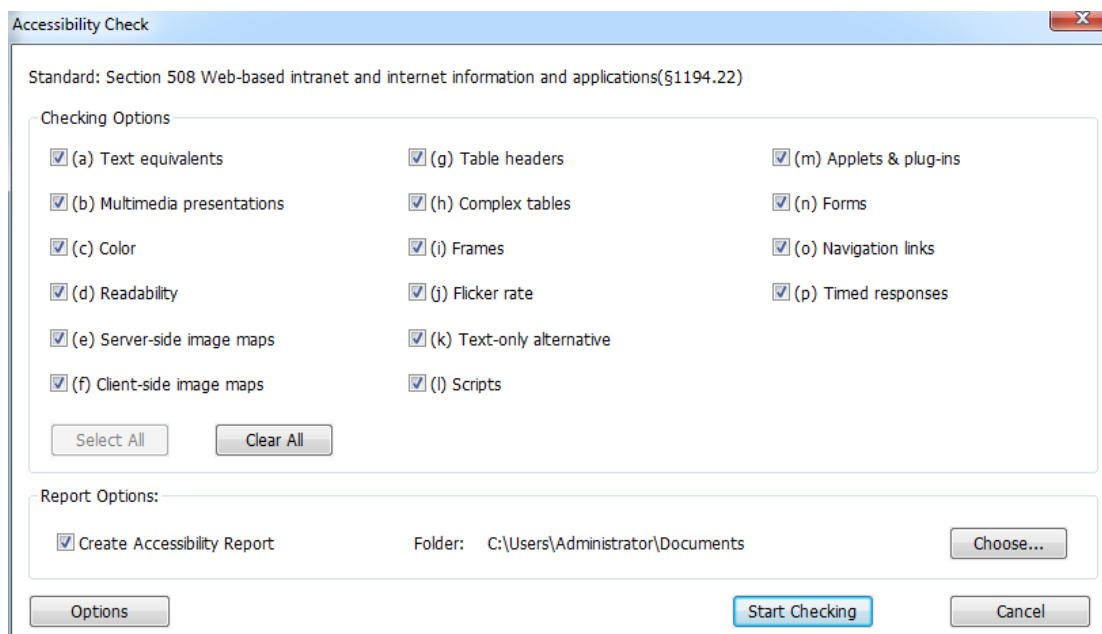 Accessibility Check
Standard: Section 508 Web-based intranet and internet information and applications(§1194.22)
Checking Options
(a) Text equivalents
(g) Table headers
(m) Applets & plug-ins
(b) Multimedia presentations
(h) Complex tables
(n) Forms
(c) Color
(i) Frames
(o) Navigation links
(d) Readability
(j) Flicker rate
(p) Timed responses
(e) Server-side image maps
(k) Text-only alternative
(f) Client-side image maps
(l) Scripts
Select All
Clear All
Report Options:
Create Accessibility Report
Folder: C:\Users\Administrator\Documents
Choose...
Options
Start Checking
Cancel